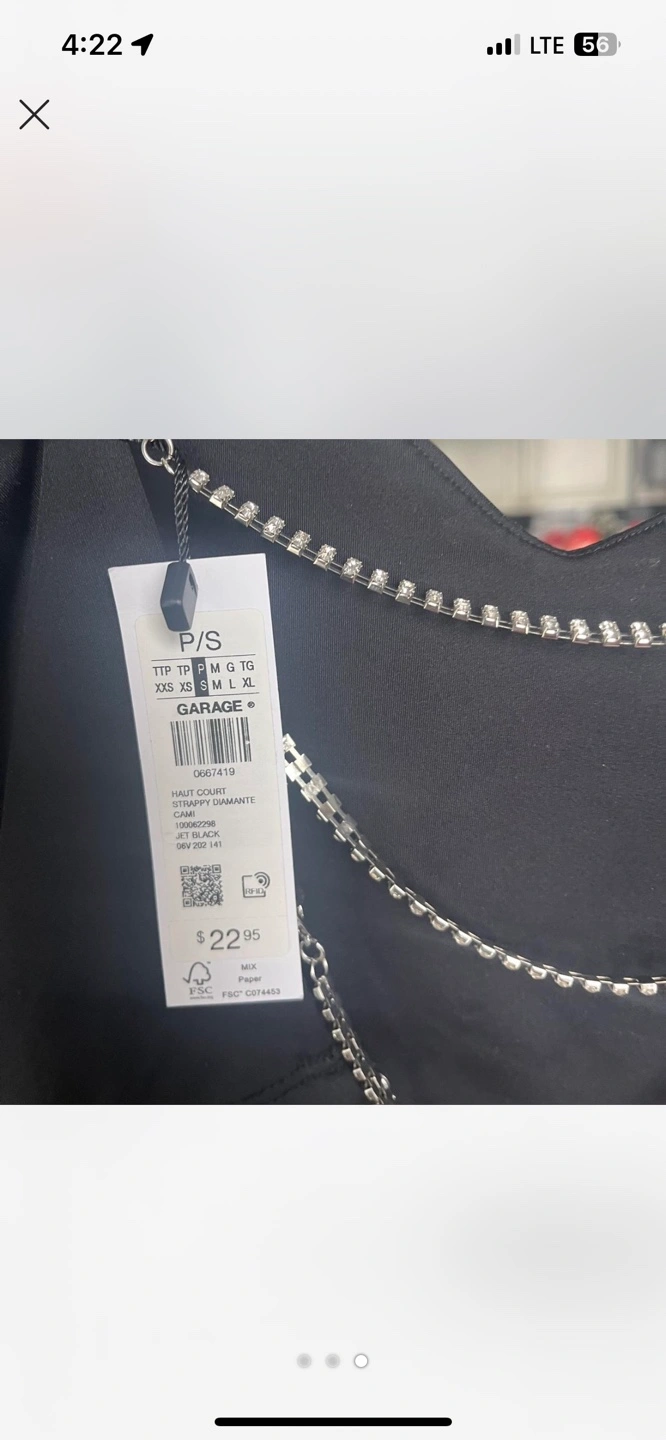 4:22
LTE 56
P/S
TTP TP P M G TG
XXS XS S M L XL
GARAGE ®
0667419
HAUT COURT
STRAPPY DIAMANTE
CAMI
100062298
JET BLACK
06V 202 141
RFID
$22.95
FSC
MIX
Paper
FSC™ C074453